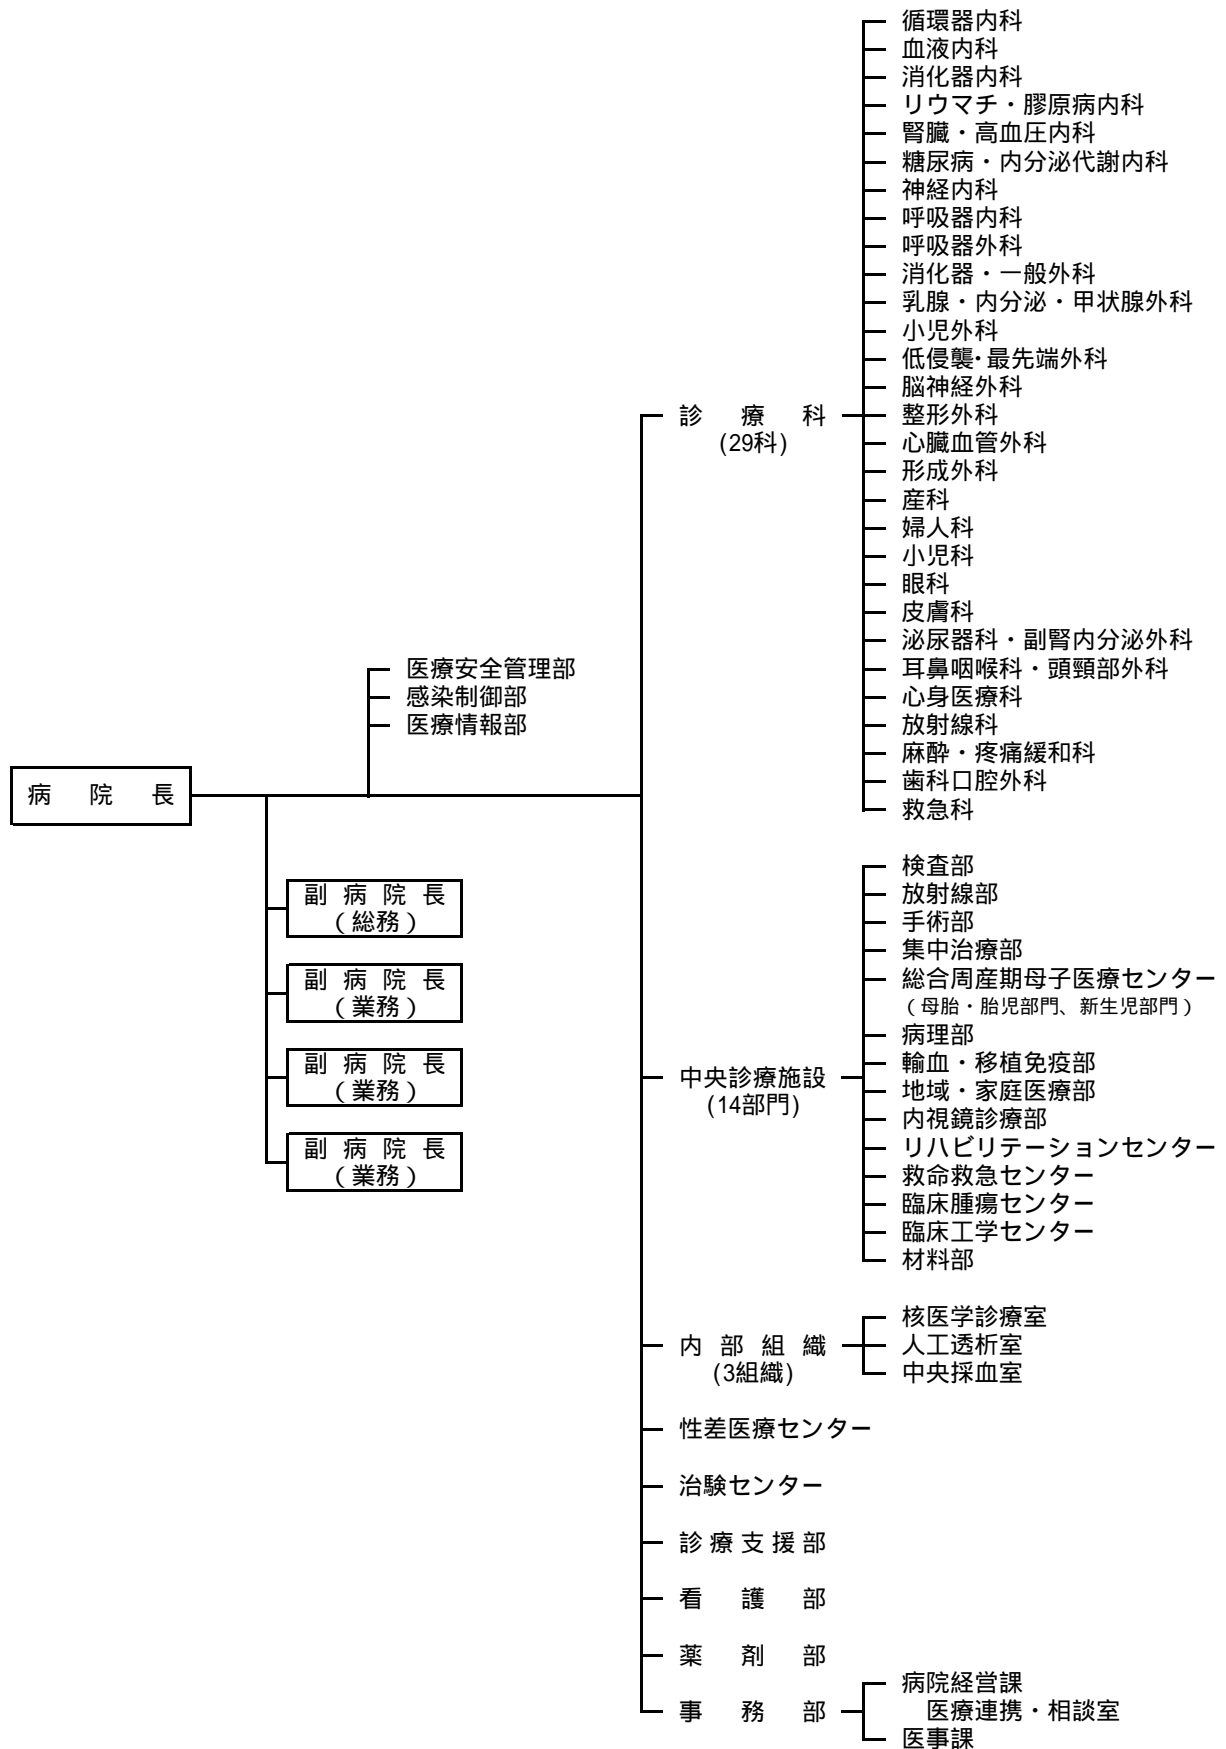 循環器内科
血液内科
消化器内科
リウマチ・膠原病内科
腎臓・高血圧内科
糖尿病・内分泌代謝内科
神経内科
呼吸器内科
呼吸器外科
消化器・一般外科
乳腺・内分泌・甲状腺外科
小児外科
低侵襲・最先端外科
脳神経外科
診療科
整形外科
(29科)
心臓血管外科
形成外科
産科
婦人科
小児科
眼科
皮膚科
泌尿器科・副腎内分泌外科
医療安全管理部
耳鼻咽喉科・頭頸部外科
感染制御部
心身医療科
医療情報部
放射線科
麻酔・疼痛緩和科
病院長
歯科口腔外科
救急科
検査部
副病院長
(総務)
放射線部
手術部
集中治療部
副病院長
(業務)
総合周産期母子医療センター
(母胎・胎児部門、新生児部門)
病理部
副病院長
(業務)
輸血・移植免疫部
中央診療施設
(14部門)
地域・家庭医療部
内視鏡診療部
副病院長
(業務)
リハビリテーションセンター
救命救急センター
臨床腫瘍センター
臨床工学センター
材料部
核医学診療室
内部組織
(3組織)
人工透析室
中央採血室
性差医療センター
治験センター
診療支援部
看護部
薬剤部
病院経営課
事務部
医療連携・相談室
医事課